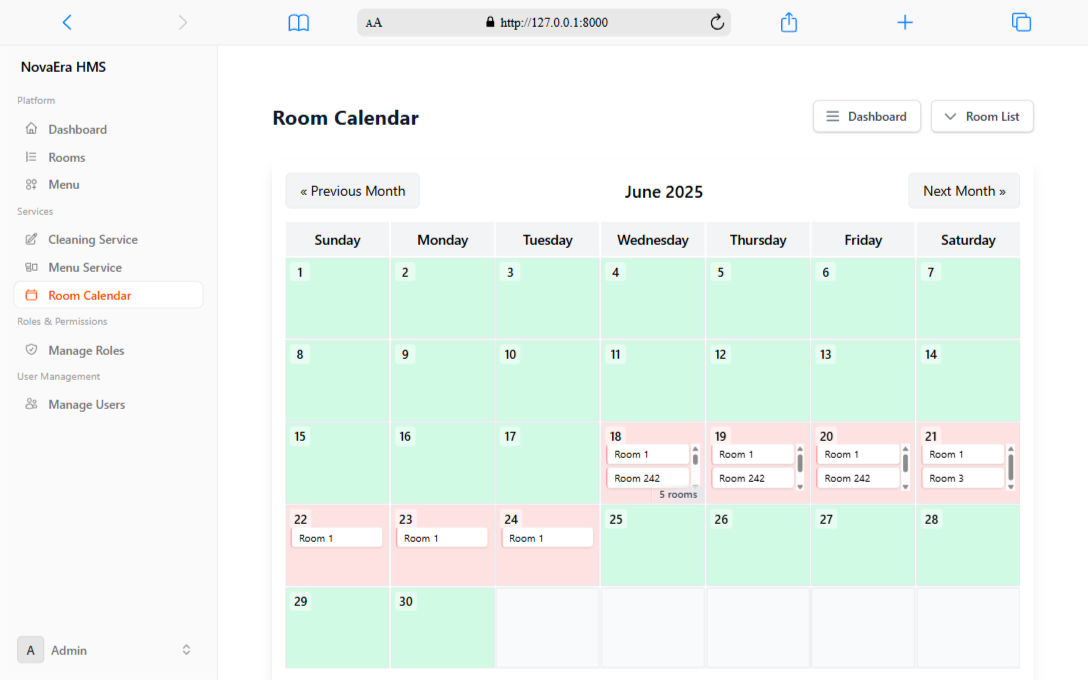 AA http://127.0.0.1:8000
NovaEra HMS
Platform
Dashboard
Rooms
Menu
Services
Cleaning Service
Menu Service
Room Calendar
Roles & Permissions
Manage Roles
User Management
Manage Users
A Admin
Room Calendar
Dashboard Room List
« Previous Month June 2025 Next Month »
Sunday Monday Tuesday Wednesday Thursday Friday Saturday
1 2 3 4 5 6 7
8 9 10 11 12 13 14
15 16 17 18 19 20 21
Room 1 Room 1 Room 1 Room 1
Room 242 Room 242 Room 242 Room 3
5 rooms
22 23 24 25 26 27 28
Room 1 Room 1 Room 1
29 30